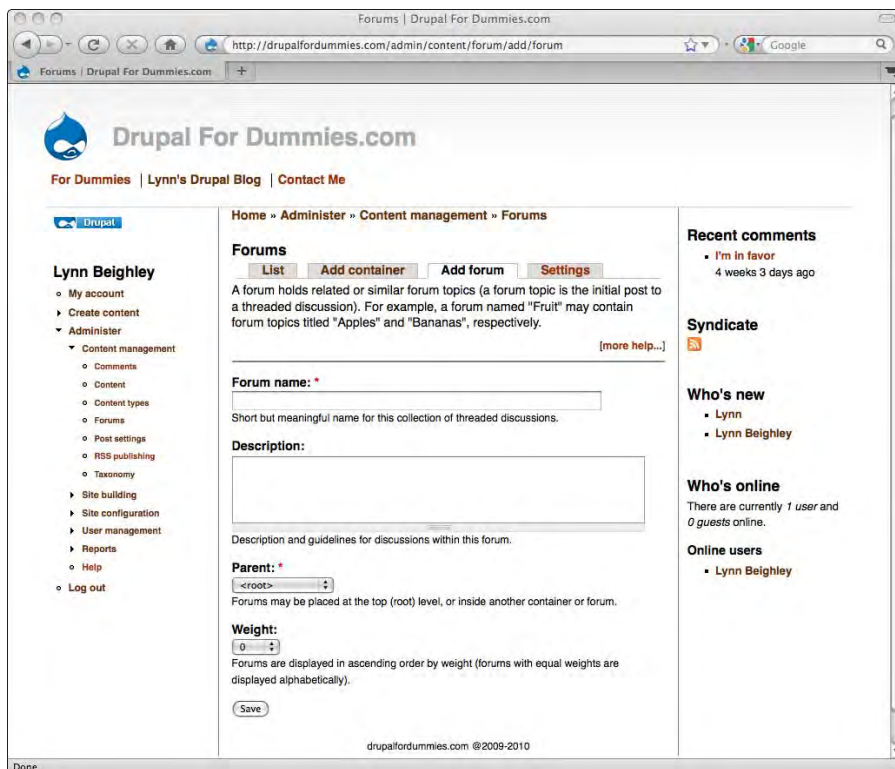 Forums | Drupal For Dummies.com
http://drupalfordummies.com/admin/content/forum/add/forum
Google
Forums | Drupal For Dummies.com
+
Drupal For Dummies.com
For Dummies | Lynn's Drupal Blog | Contact Me
Drupal
Lynn Beighley
My account
Create content
Administer
Content management
Comments
Content
Content types
Forums
Post settings
RSS publishing
Taxonomy
Site building
Site configuration
User management
Reports
Help
Log out
Home » Administer » Content management » Forums
Forums
List Add container Add forum Settings
A forum holds related or similar forum topics (a forum topic is the initial post to
a threaded discussion). For example, a forum named "Fruit" may contain
forum topics titled "Apples" and "Bananas", respectively.
[more help...]
Forum name: *
Short but meaningful name for this collection of threaded discussions.
Description:
Description and guidelines for discussions within this forum.
Parent: *
<root>
Forums may be placed at the top (root) level, or inside another container or forum.
Weight:
0
Forums are displayed in ascending order by weight (forums with equal weights are
displayed alphabetically).
Save
Recent comments
I'm in favor
4 weeks 3 days ago
Syndicate
Who's new
Lynn
Lynn Beighley
Who's online
There are currently 1 user and
0 guests online.
Online users
Lynn Beighley
drupalfordummies.com @2009-2010
Done